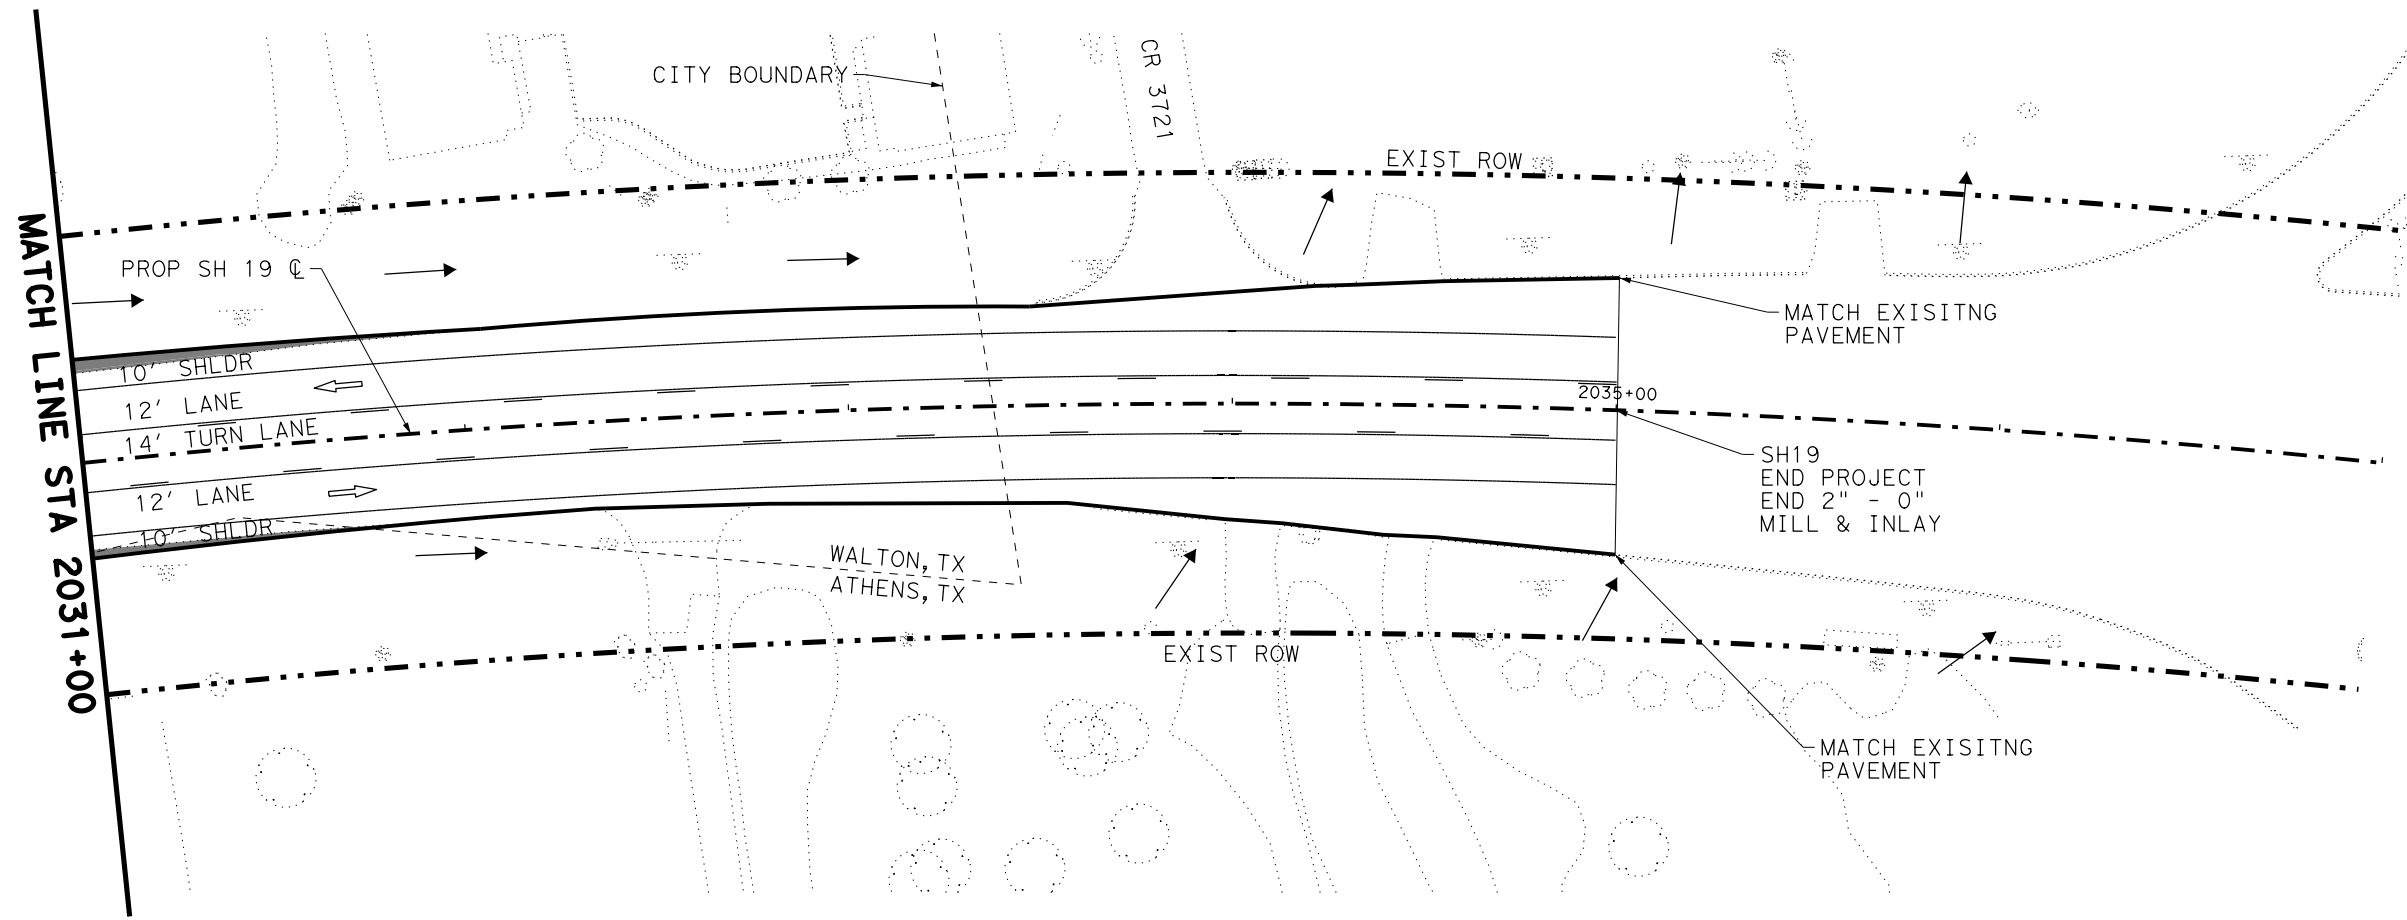 CITY BOUNDARY
CR 3721
EXIST ROW
MATCH LINE STA 2031+00
PROP SH 19 ℄
MATCH EXISITNG
PAVEMENT
10' SHLDR
12' LANE
14' TURN LANE
12' LANE
10' SHLDR
2035+00
SH19
END PROJECT
END 2" - 0"
MILL & INLAY
WALTON, TX
ATHENS, TX
EXIST ROW
MATCH EXISITNG
PAVEMENT